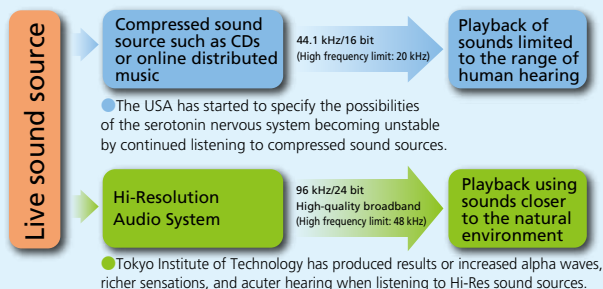 Live sound source
Compressed sound
source such as CDs
or online distributed
music
44.1 kHz/16 bit
(High frequency limit: 20 kHz)
Playback of
sounds limited
to the range of
human hearing
●The USA has started to specify the possibilities
of the serotonin nervous system becoming unstable
by continued listening to compressed sound sources.
Hi-Resolution
Audio System
96 kHz/24 bit
High-quality broadband
(High frequency limit: 48 kHz)
Playback using
sounds closer
to the natural
environment
●Tokyo Institute of Technology has produced results or increased alpha waves,
richer sensations, and acuter hearing when listening to Hi-Res sound sources.